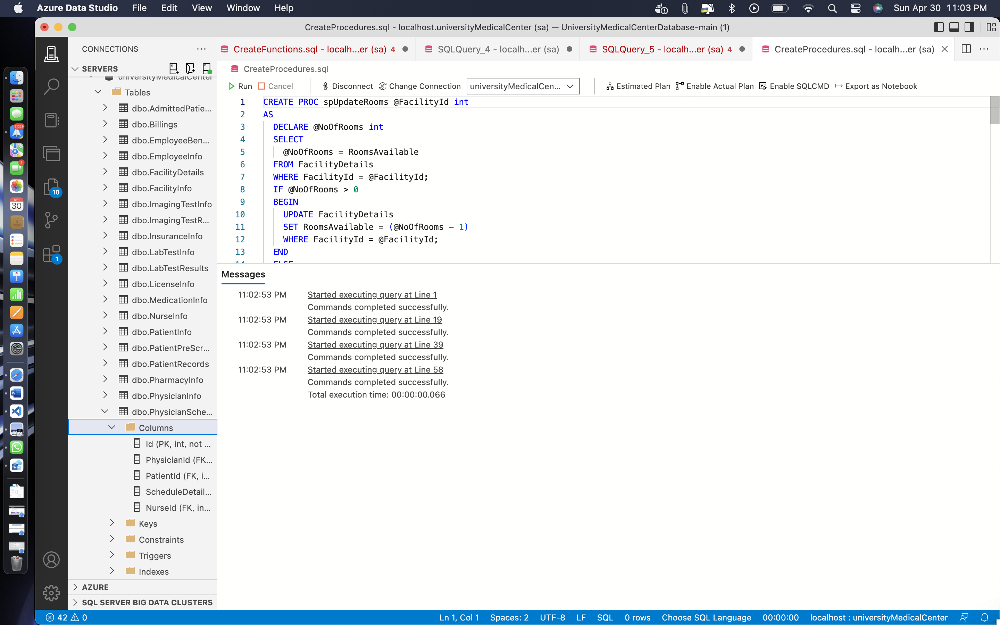 Azure Data Studio File Edit View Window Help Sun Apr 30 11:03 PM
CreateProcedures.sql - localhost.universityMedicalCenter (sa) — UniversityMedicalCenterDatabase-main (1)
CONNECTIONS
SERVERS
universityMedicalCenter
Tables
dbo.AdmittedPatie...
dbo.Billings
dbo.EmployeeBen...
dbo.EmployeeInfo
dbo.FacilityDetails
dbo.FacilityInfo
dbo.ImagingTestInfo
dbo.ImagingTestR...
dbo.InsuranceInfo
dbo.LabTestInfo
dbo.LabTestResults
dbo.LicenseInfo
dbo.MedicationInfo
dbo.NurseInfo
dbo.PatientInfo
dbo.PatientPreScr...
dbo.PatientRecords
dbo.PharmacyInfo
dbo.PhysicianInfo
dbo.PhysicianSche...
Columns
Id (PK, int, not ...
PhysicianId (FK...
PatientId (FK, i...
ScheduleDetail...
NurseId (FK, in...
Keys
Constraints
Triggers
Indexes
AZURE
SQL SERVER BIG DATA CLUSTERS
10
1
21229
1
APR
30
CreateFunctions.sql - localh...er (sa) 4
SQLQuery_4 - localh...er (sa)
SQLQuery_5 - localh...er (sa) 4
CreateProcedures.sql - localh...er (sa)
CreateProcedures.sql
Run Cancel Disconnect Change Connection universityMedicalCen... Estimated Plan Enable Actual Plan Enable SQLCMD Export as Notebook
1 CREATE PROC spUpdateRooms @FacilityId int
2 AS
3 DECLARE @NoOfRooms int
4 SELECT
5 @NoOfRooms = RoomsAvailable
6 FROM FacilityDetails
7 WHERE FacilityId = @FacilityId;
8 IF @NoOfRooms > 0
9 BEGIN
10 UPDATE FacilityDetails
11 SET RoomsAvailable = (@NoOfRooms - 1)
12 WHERE FacilityId = @FacilityId;
13 END
14 ELSE
Messages
11:02:53 PM Started executing query at Line 1
Commands completed successfully.
11:02:53 PM Started executing query at Line 19
Commands completed successfully.
11:02:53 PM Started executing query at Line 39
Commands completed successfully.
11:02:53 PM Started executing query at Line 58
Commands completed successfully.
Total execution time: 00:00:00.066
42 0 Ln 1, Col 1 Spaces: 2 UTF-8 LF SQL 0 rows Choose SQL Language 00:00:00 localhost : universityMedicalCenter